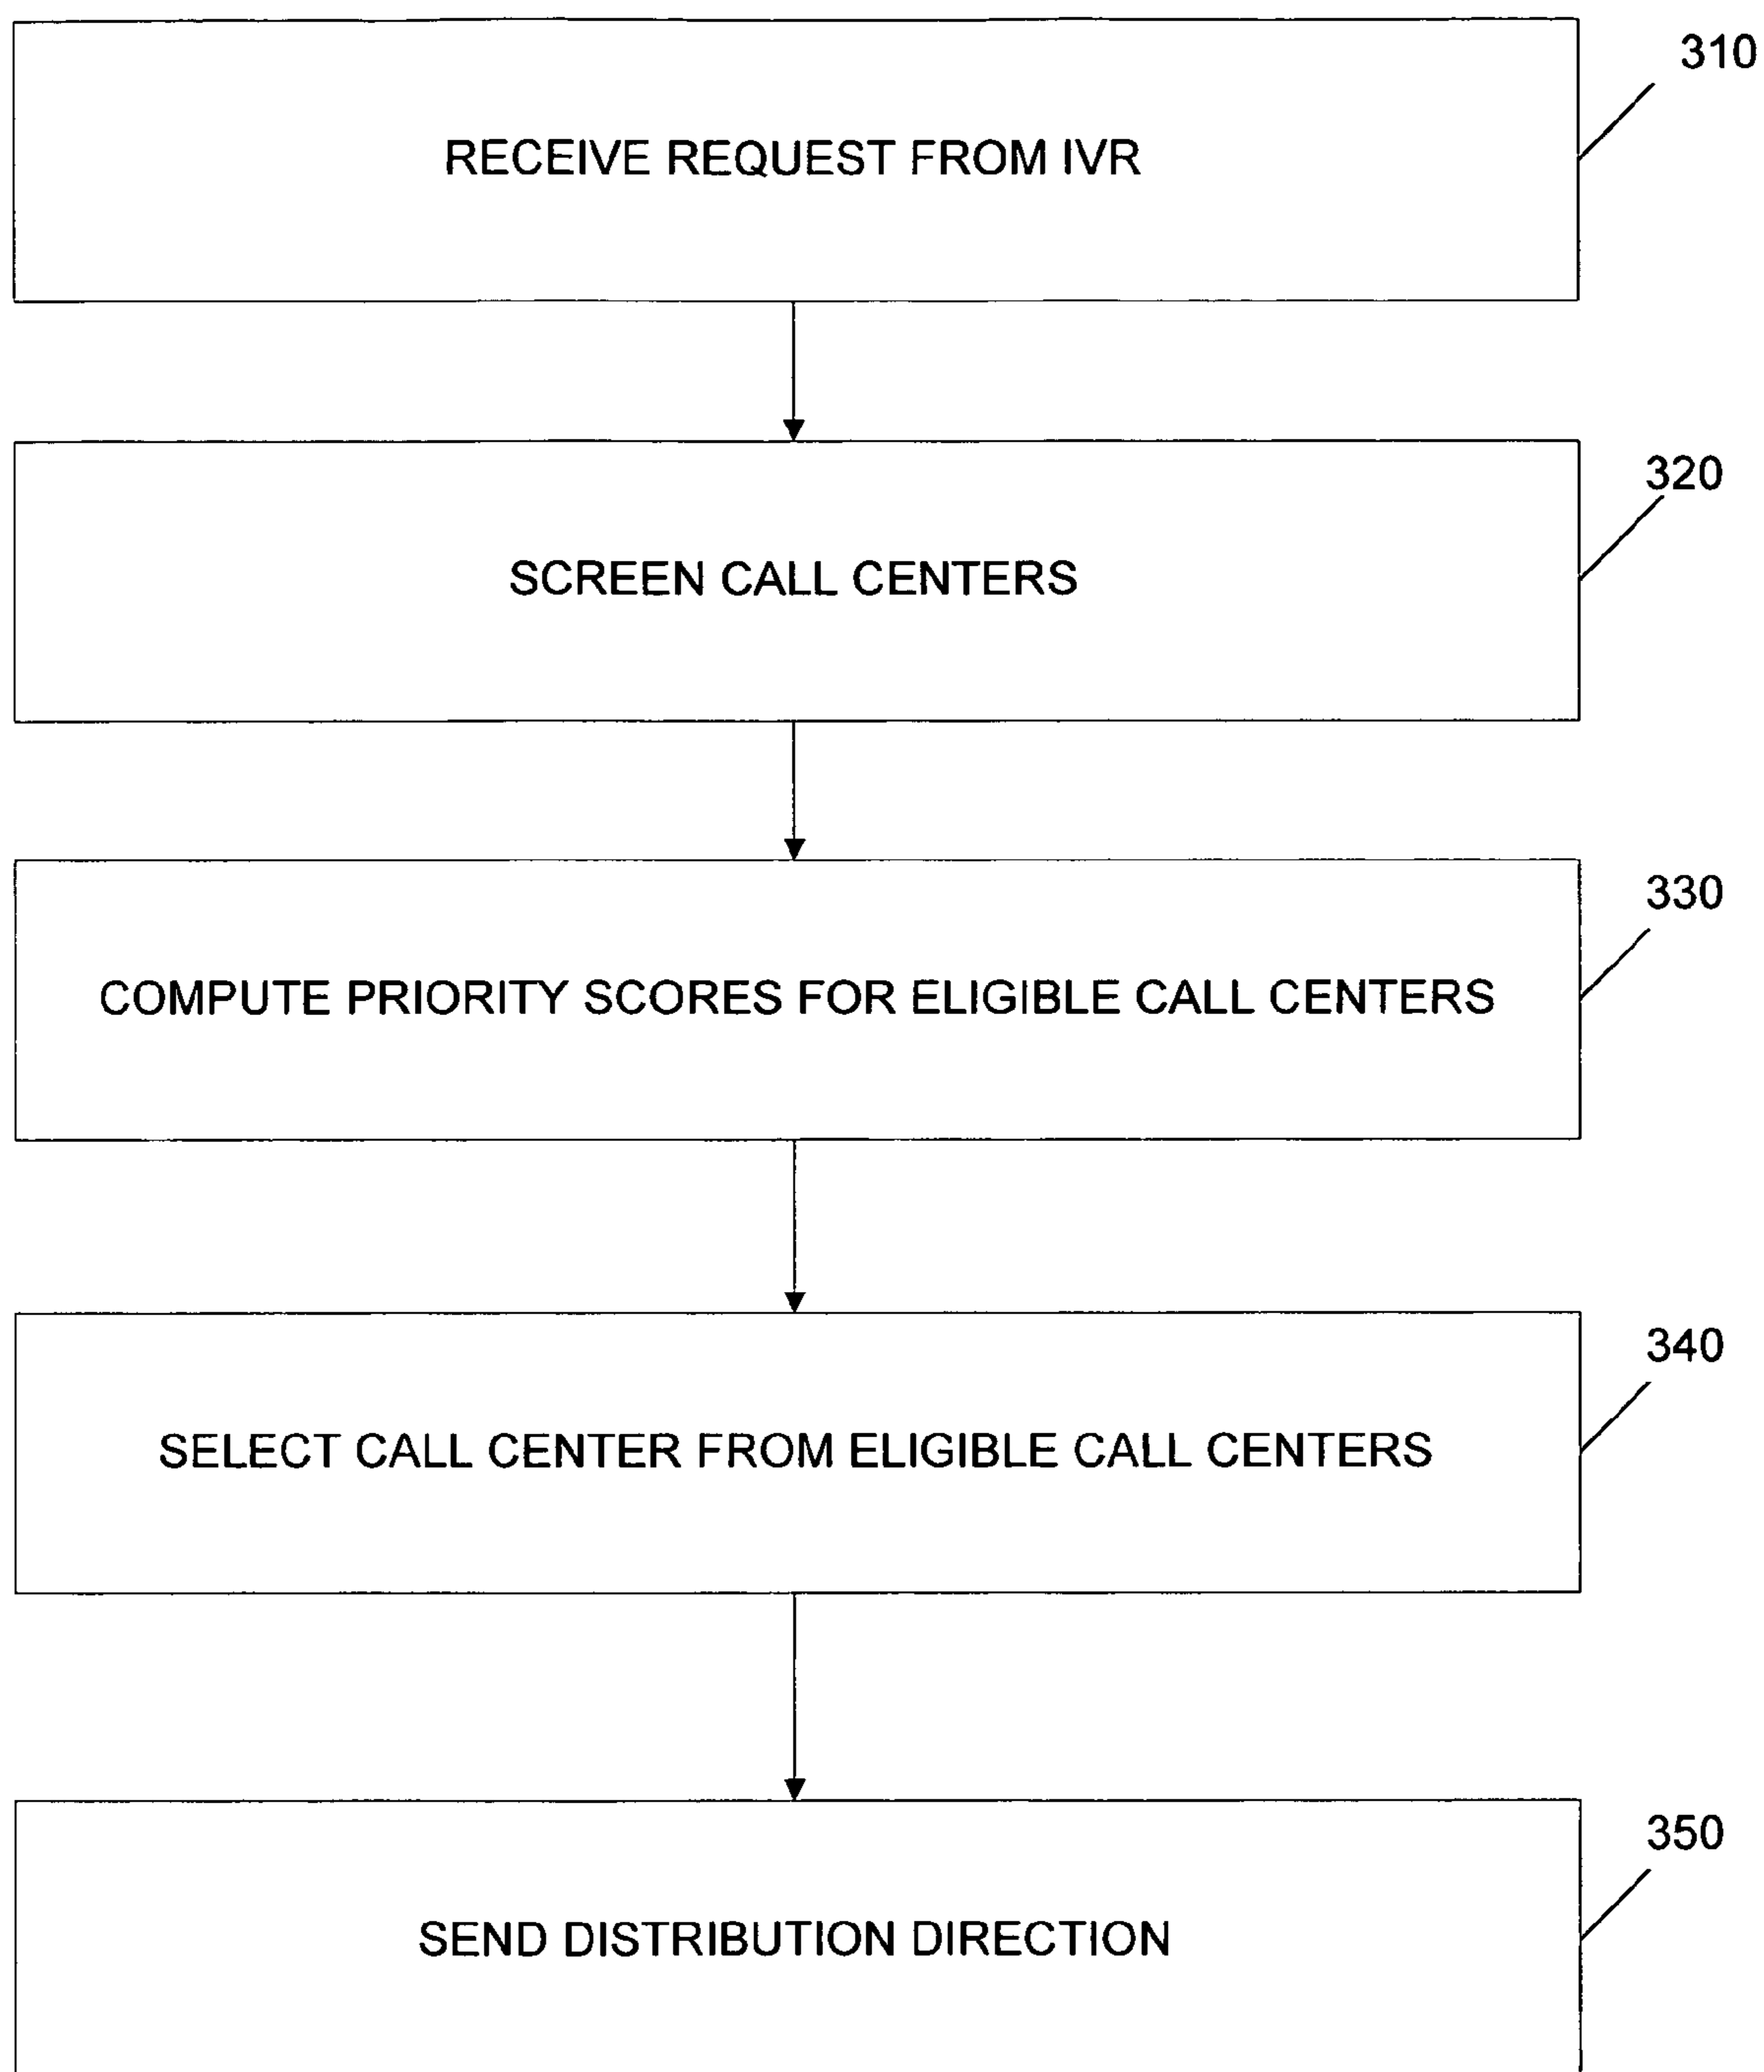 310
RECEIVE REQUEST FROM IVR
320
SCREEN CALL CENTERS
330
COMPUTE PRIORITY SCORES FOR ELIGIBLE CALL CENTERS
340
SELECT CALL CENTER FROM ELIGIBLE CALL CENTERS
350
SEND DISTRIBUTION DIRECTION